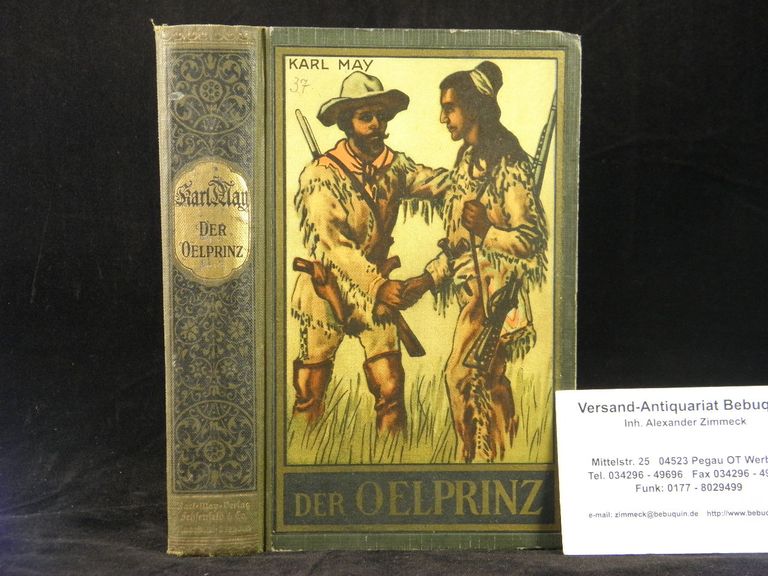 Karl May
DER
OELPRINZ
Karl-May-Verlag
Fehsenfeld & Co.
KARL MAY
37
DER OELPRINZ
Versand-Antiquariat Bebuq
Inh. Alexander Zimmeck
Mittelstr. 25 04523 Pegau OT Werb
Tel. 034296 - 49696 Fax 034296 - 49
Funk: 0177 - 8029499
e-mail: zimmeck@bebuquin.de http://www.bebuq